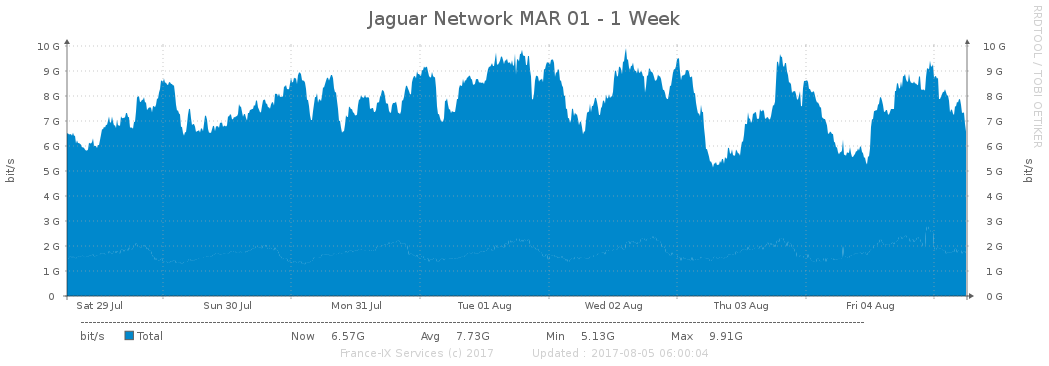 Jaguar Network MAR 01 - 1 Week
RRDTOOL / TOBI OETIKER
bit/s
bit/s
10 G 10 G
9 G 9 G
8 G 8 G
7 G 7 G
6 G 6 G
5 G 5 G
4 G 4 G
3 G 3 G
2 G 2 G
1 G 1 G
0 0 G
Sat 29 Jul Sun 30 Jul Mon 31 Jul Tue 01 Aug Wed 02 Aug Thu 03 Aug Fri 04 Aug
bit/s Total Now 6.57G Avg 7.73G Min 5.13G Max 9.91G
France-IX Services (c) 2017 Updated : 2017-08-05 06:00:04